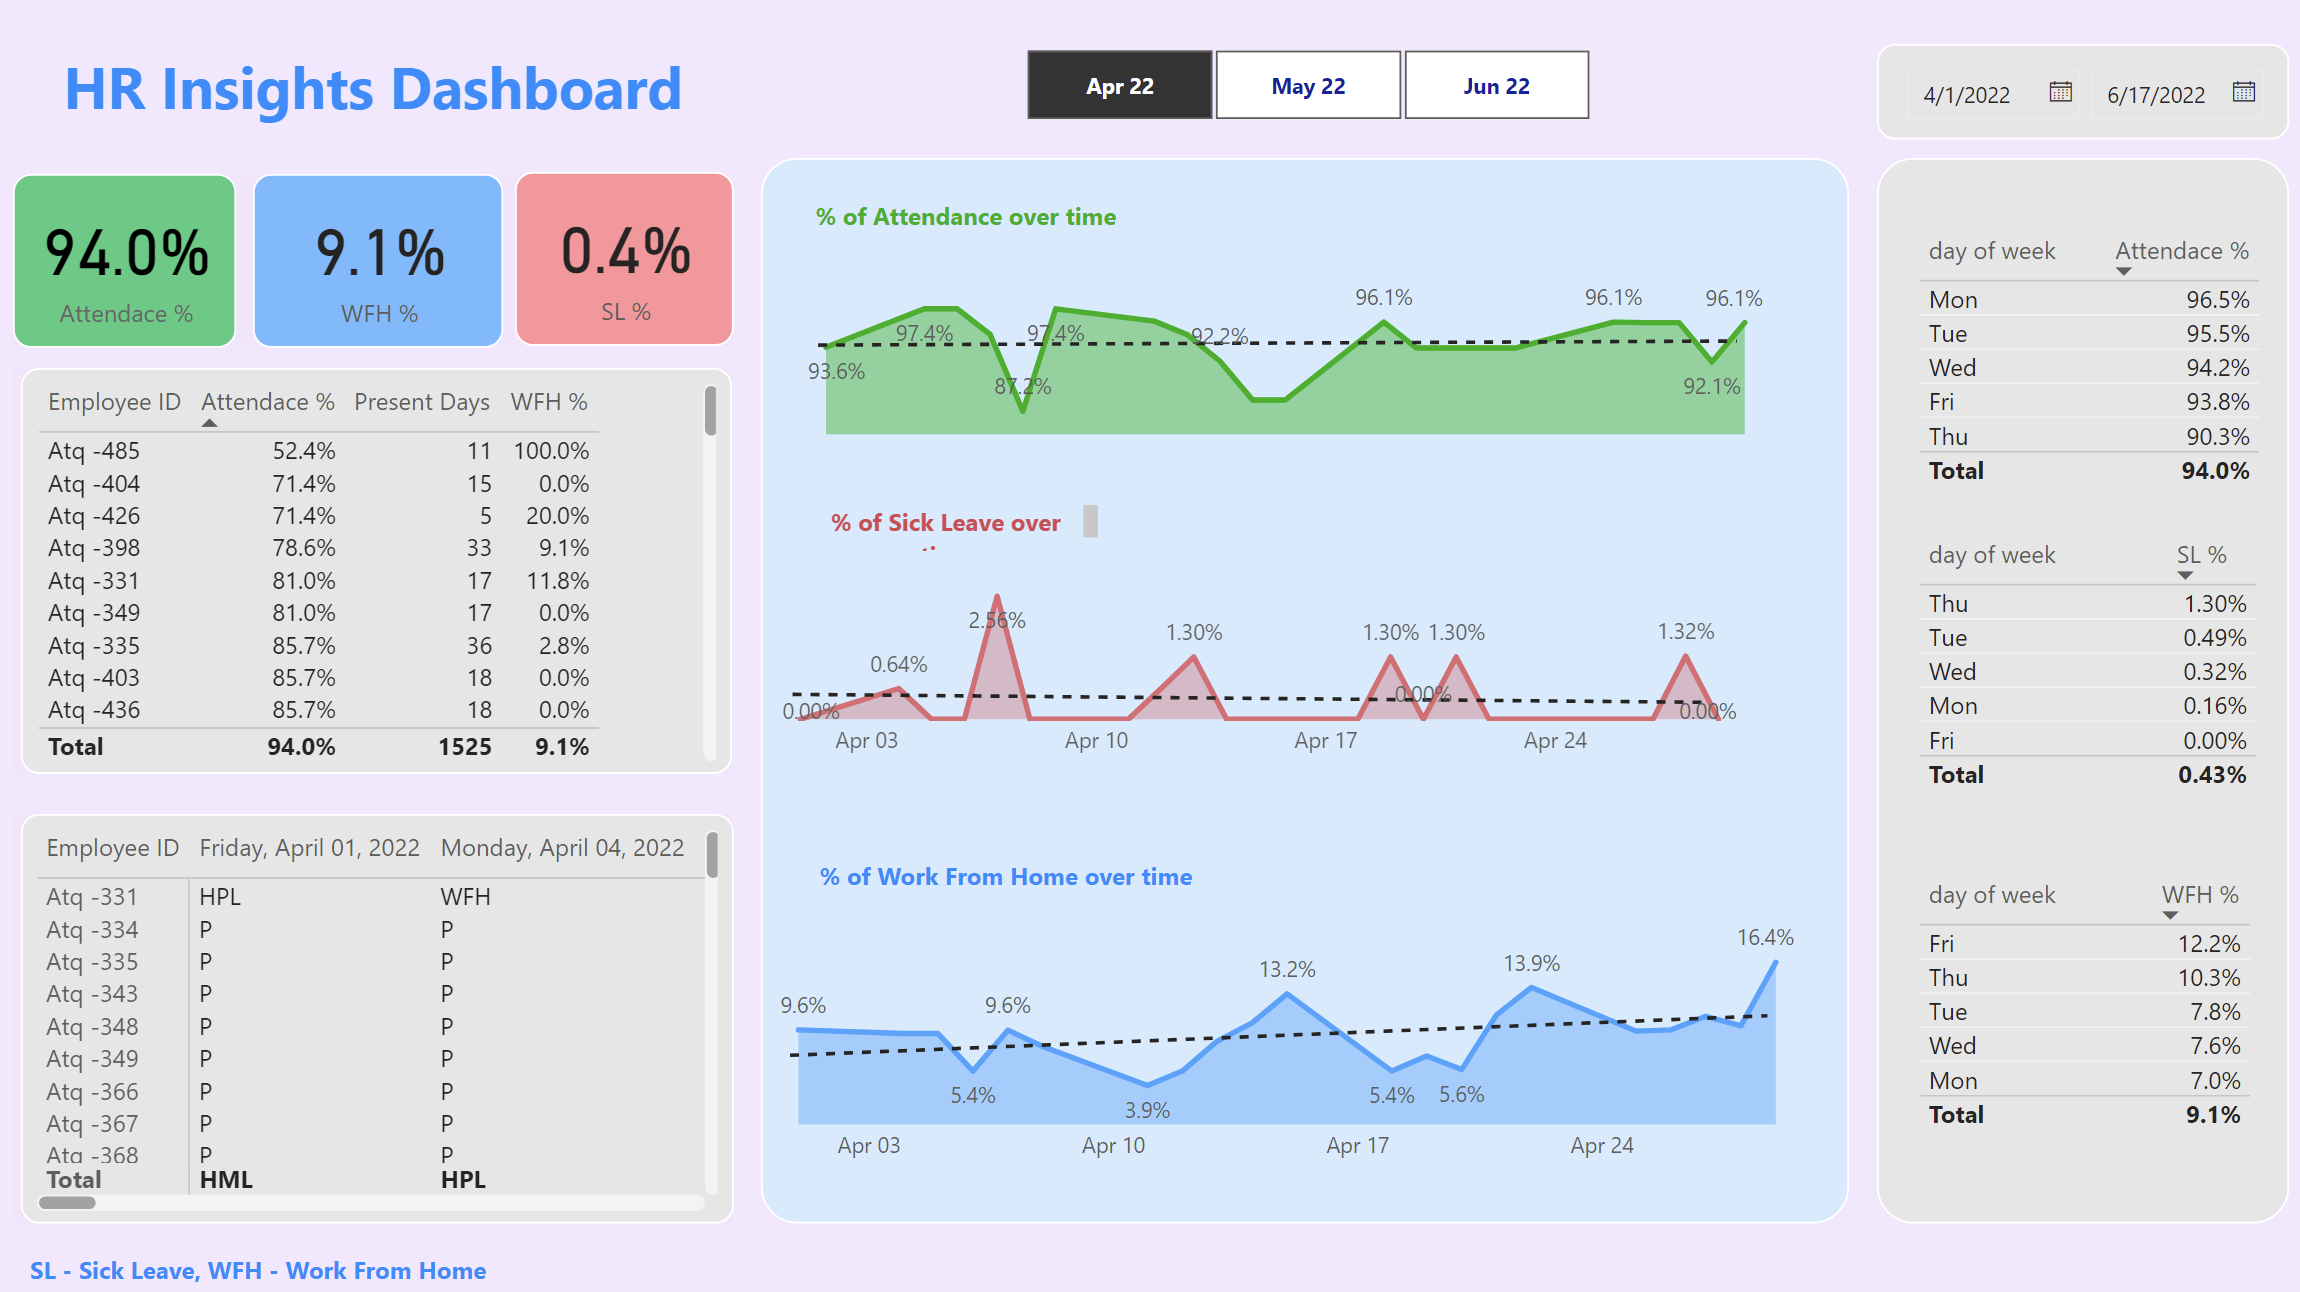 HR Insights Dashboard
Apr 22 May 22 Jun 22
4/1/2022 6/17/2022
94.0%
Attendace %
9.1%
WFH %
0.4%
SL %
Employee ID Attendace % Present Days WFH %
Atq -485 52.4% 11 100.0%
Atq -404 71.4% 15 0.0%
Atq -426 71.4% 5 20.0%
Atq -398 78.6% 33 9.1%
Atq -331 81.0% 17 11.8%
Atq -349 81.0% 17 0.0%
Atq -335 85.7% 36 2.8%
Atq -403 85.7% 18 0.0%
Atq -436 85.7% 18 0.0%
Total 94.0% 1525 9.1%
Employee ID Friday, April 01, 2022 Monday, April 04, 2022
Atq -331 HPL WFH
Atq -334 P P
Atq -335 P P
Atq -343 P P
Atq -348 P P
Atq -349 P P
Atq -366 P P
Atq -367 P P
Atq -368 P P
Total HML HPL
% of Attendance over time
93.6% 97.4% 87.2% 97.4% 92.2% 96.1% 96.1% 92.1% 96.1%
% of Sick Leave over
0.00% 0.64% 2.56% 1.30% 1.30% 0.00% 1.30% 1.32% 0.00%
Apr 03 Apr 10 Apr 17 Apr 24
% of Work From Home over time
9.6% 5.4% 9.6% 3.9% 13.2% 5.4% 5.6% 13.9% 16.4%
Apr 03 Apr 10 Apr 17 Apr 24
day of week Attendace %
Mon 96.5%
Tue 95.5%
Wed 94.2%
Fri 93.8%
Thu 90.3%
Total 94.0%
day of week SL %
Thu 1.30%
Tue 0.49%
Wed 0.32%
Mon 0.16%
Fri 0.00%
Total 0.43%
day of week WFH %
Fri 12.2%
Thu 10.3%
Tue 7.8%
Wed 7.6%
Mon 7.0%
Total 9.1%
SL - Sick Leave, WFH - Work From Home